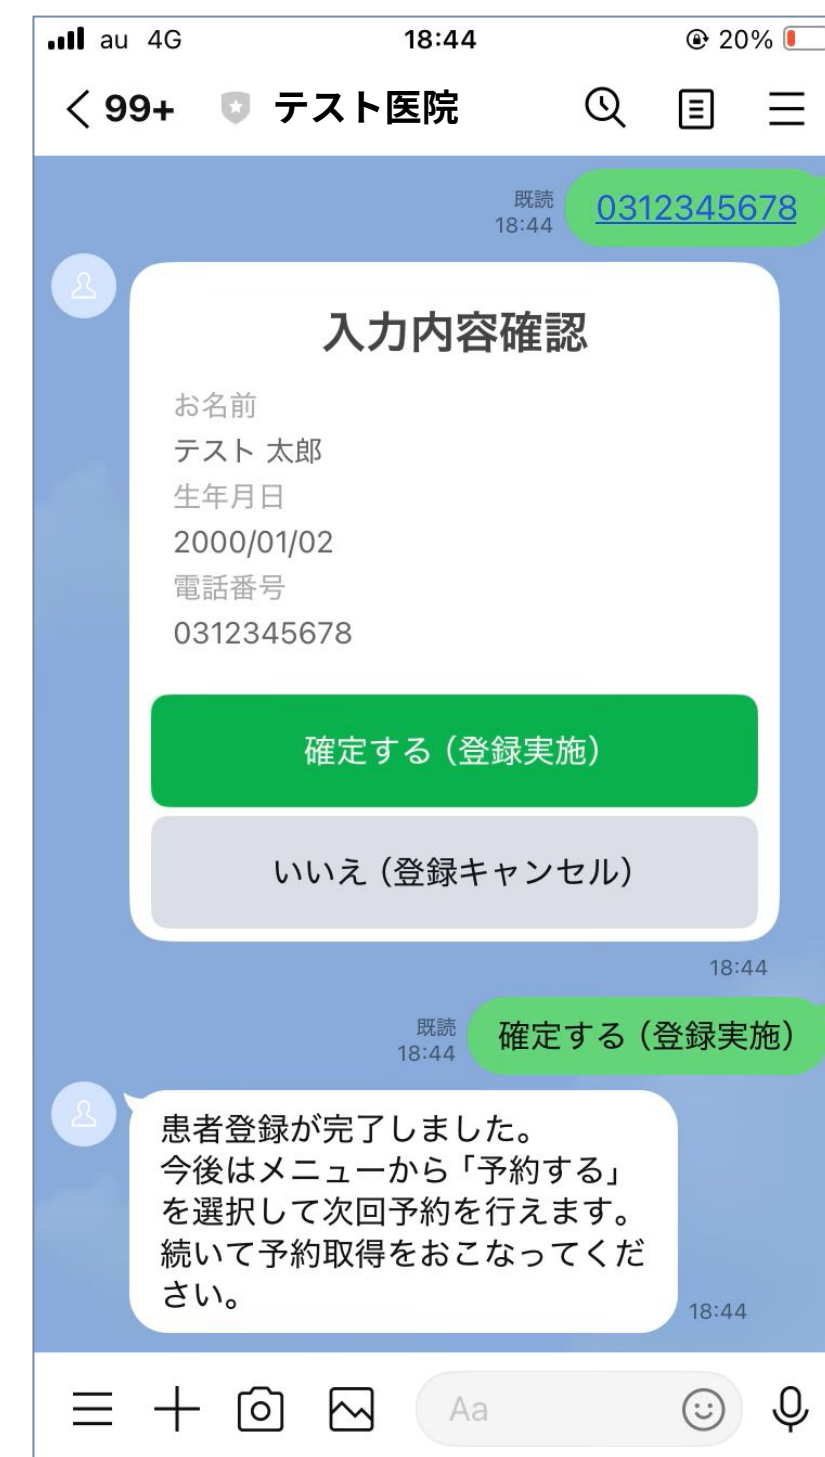 au 4G 18:44 20%
99+ テスト医院
既読
18:44
0312345678
入力内容確認
お名前
テスト 太郎
生年月日
2000/01/02
電話番号
0312345678
確定する（登録実施）
いいえ（登録キャンセル）
18:44
既読
18:44
確定する（登録実施）
患者登録が完了しました。
今後はメニューから「予約する」
を選択して次回予約を行えます。
続いて予約取得をおこなってくだ
さい。
18:44
Aa